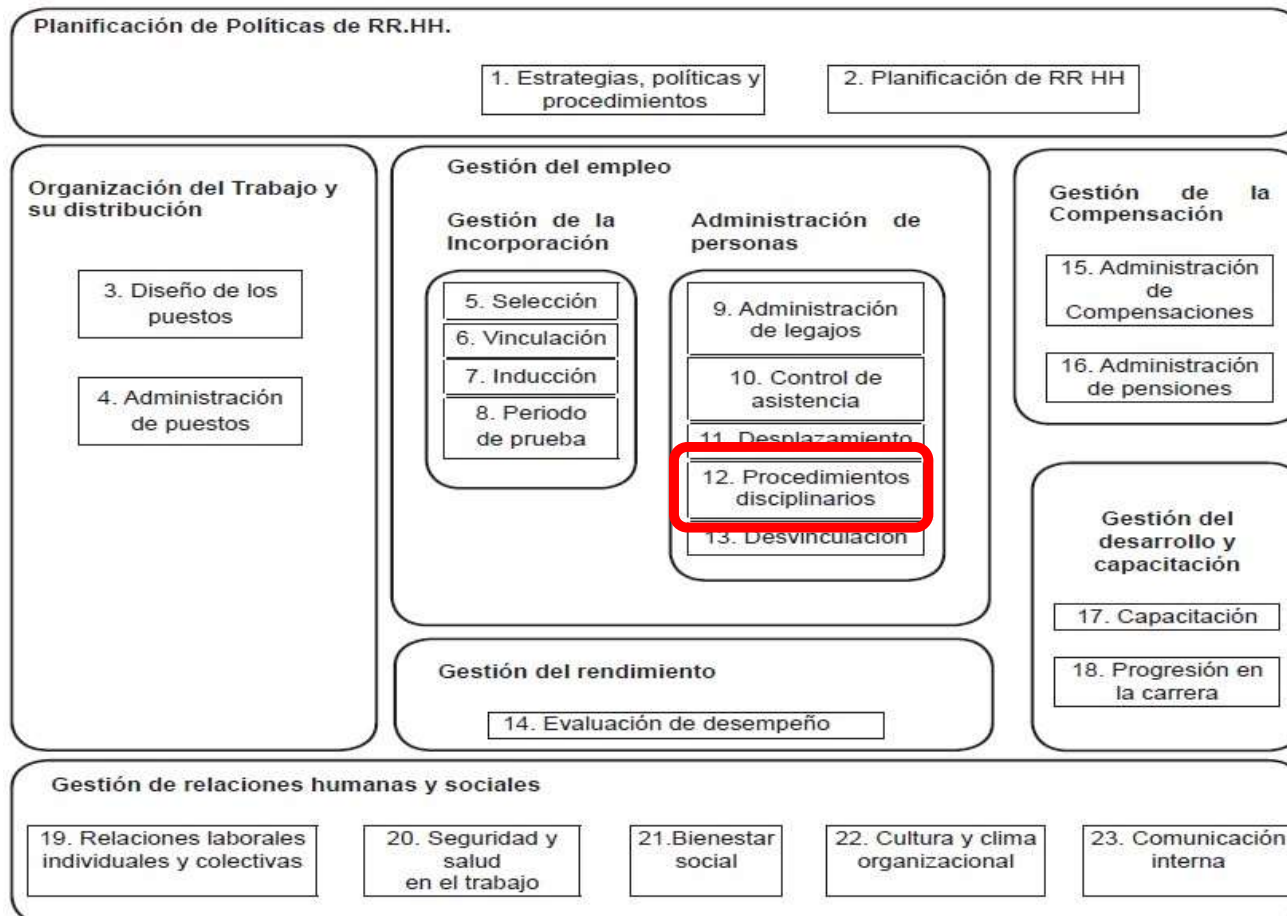 Planificación de Políticas de RR.HH.
1. Estrategias, políticas y
procedimientos
2. Planificación de RR HH
Organización del Trabajo y
su distribución
3. Diseño de los
puestos
4. Administración
de puestos
Gestión del empleo
Gestión de la
Incorporación
5. Selección
6. Vinculación
7. Inducción
8. Periodo
de prueba
Administración de
personas
9. Administración
de legajos
10. Control de
asistencia
11. Desplazamiento
12. Procedimientos
disciplinarios
13. Desvinculación
Gestión del rendimiento
14. Evaluación de desempeño
Gestión de la
Compensación
15. Administración
de
Compensaciones
16. Administración
de pensiones
Gestión del
desarrollo y
capacitación
17. Capacitación
18. Progresión en
la carrera
Gestión de relaciones humanas y sociales
19. Relaciones laborales
individuales y colectivas
20. Seguridad y
salud
en el trabajo
21.Bienestar
social
22. Cultura y clima
organizacional
23. Comunicación
interna